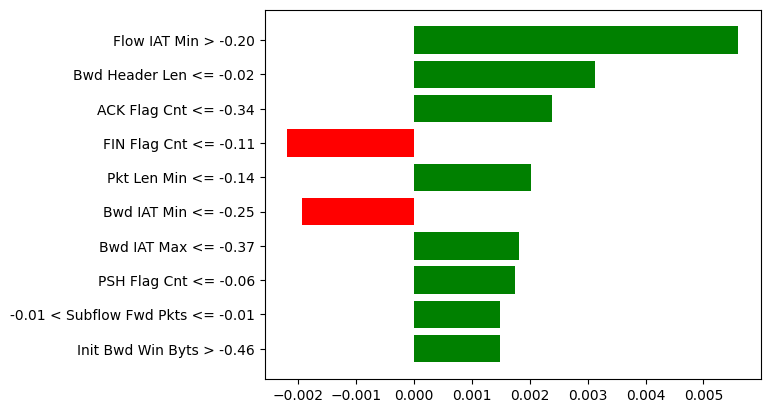 Flow IAT Min > -0.20
Bwd Header Len <= -0.02
ACK Flag Cnt <= -0.34
FIN Flag Cnt <= -0.11
Pkt Len Min <= -0.14
Bwd IAT Min <= -0.25
Bwd IAT Max <= -0.37
PSH Flag Cnt <= -0.06
-0.01 < Subflow Fwd Pkts <= -0.01
Init Bwd Win Byts > -0.46
−0.002 −0.001 0.000 0.001 0.002 0.003 0.004 0.005